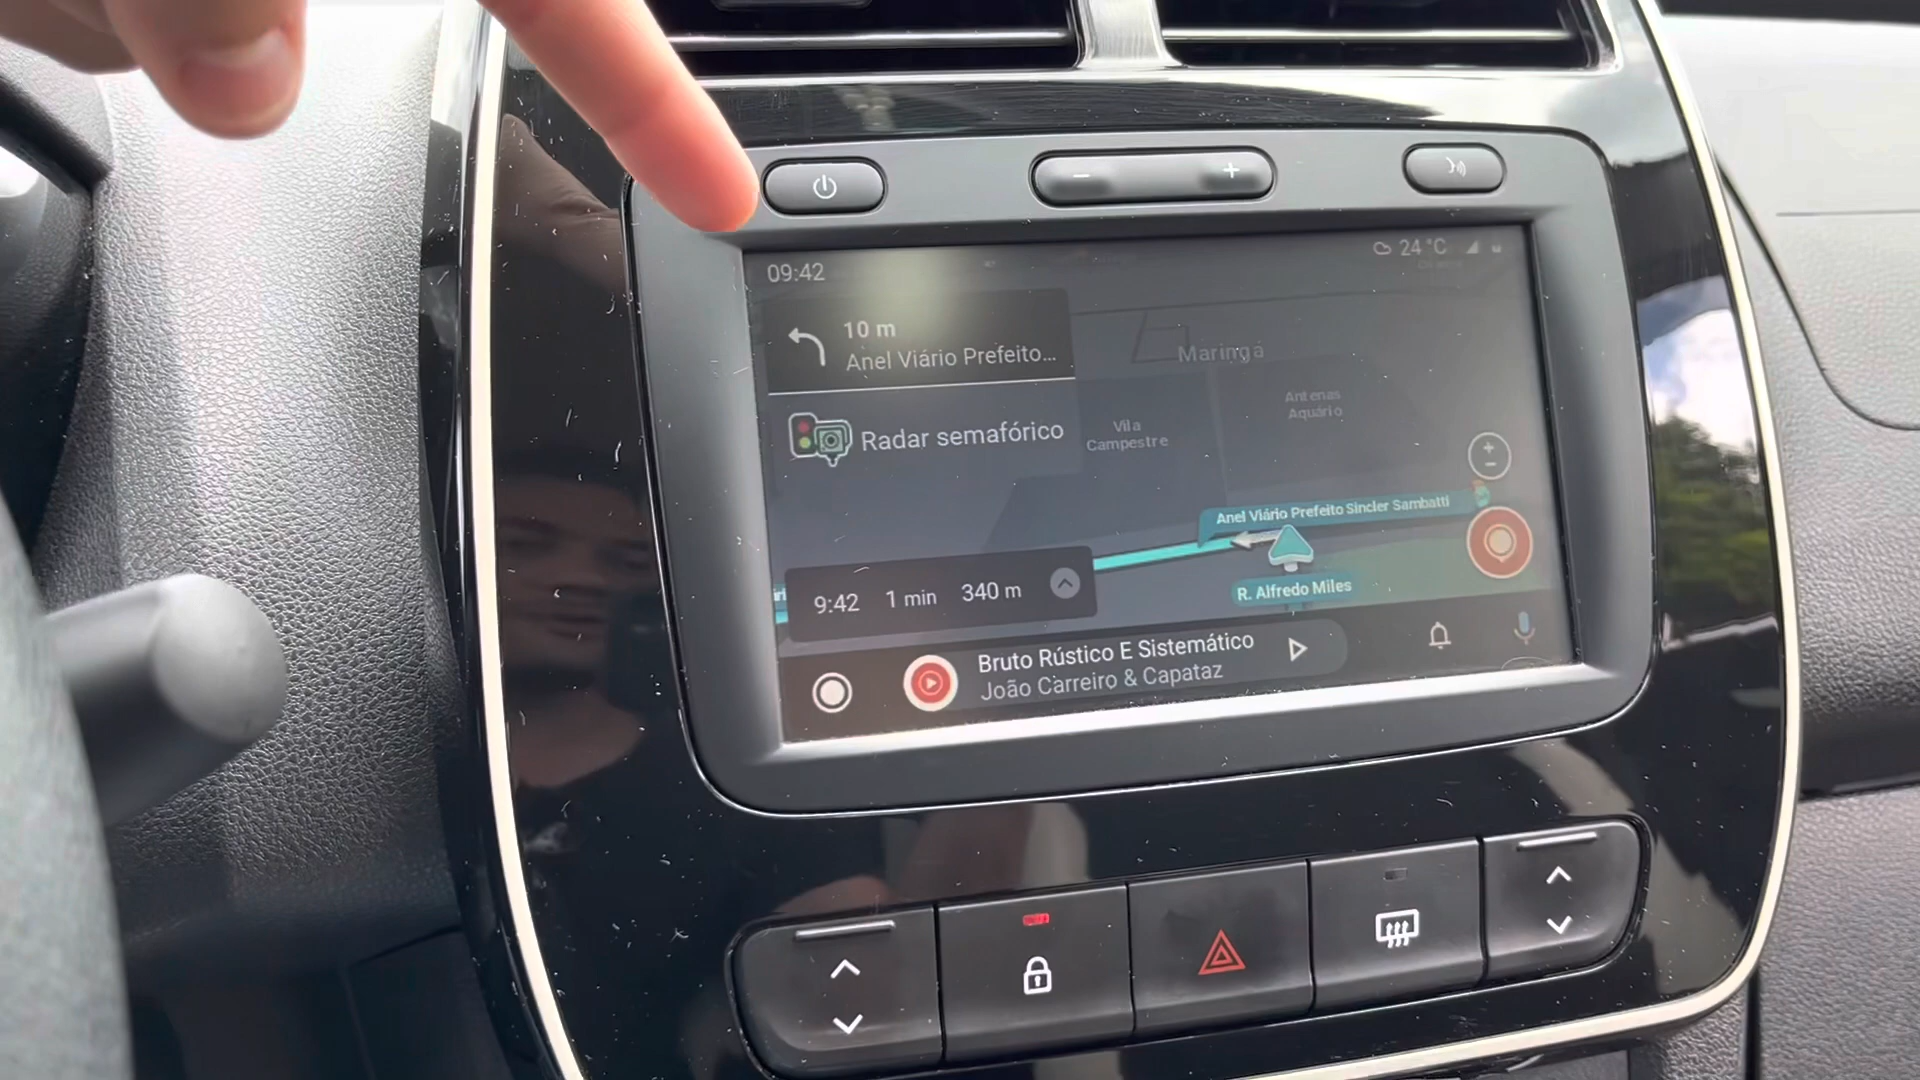 09:42
24 °C
10 m
Anel Viário Prefeito...
Radar semafórico
Maringá
Antenas
Aquário
Vila
Campestre
Anel Viário Prefeito Sincler Sambatti
R. Alfredo Miles
9:42 1 min 340 m
Bruto Rústico E Sistemático
João Carreiro & Capataz